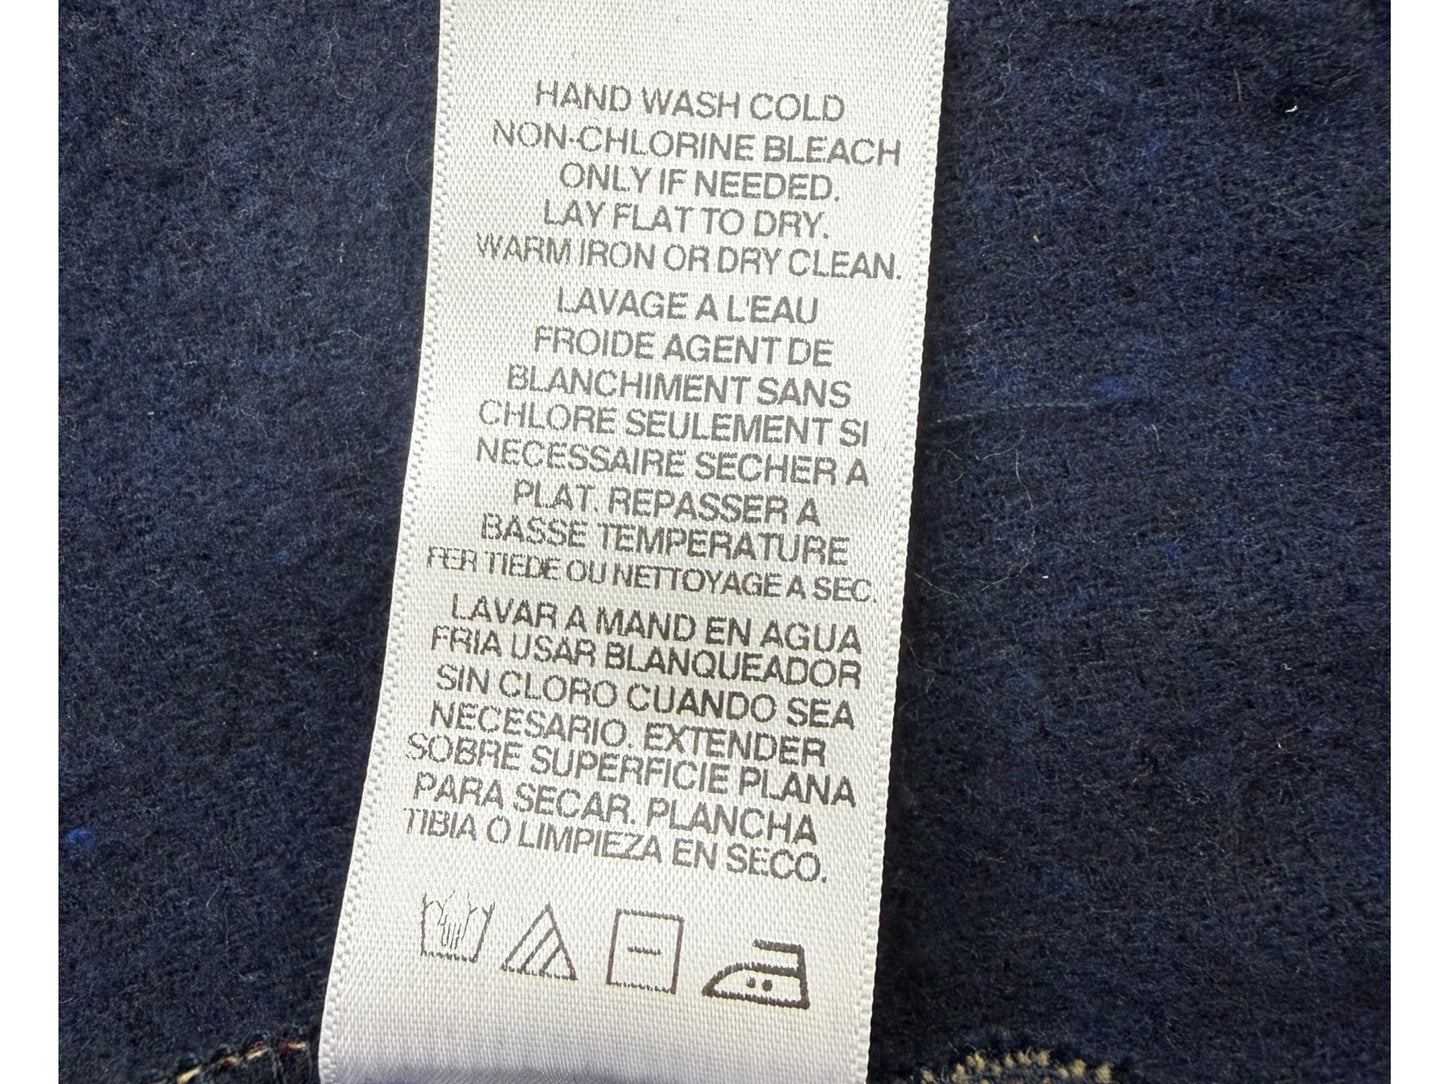 HAND WASH COLD
NON-CHLORINE BLEACH
ONLY IF NEEDED.
LAY FLAT TO DRY.
WARM IRON OR DRY CLEAN.
LAVAGE A L'EAU
FROIDE AGENT DE
BLANCHIMENT SANS
CHLORE SEULEMENT SI
NECESSAIRE SECHER A
PLAT. REPASSER A
BASSE TEMPERATURE
FER TIEDE OU NETTOYAGE A SEC.
LAVAR A MAND EN AGUA
FRIA USAR BLANQUEADOR
SIN CLORO CUANDO SEA
NECESARIO. EXTENDER
SOBRE SUPERFICIE PLANA
PARA SECAR. PLANCHA
TIBIA O LIMPIEZA EN SECO.